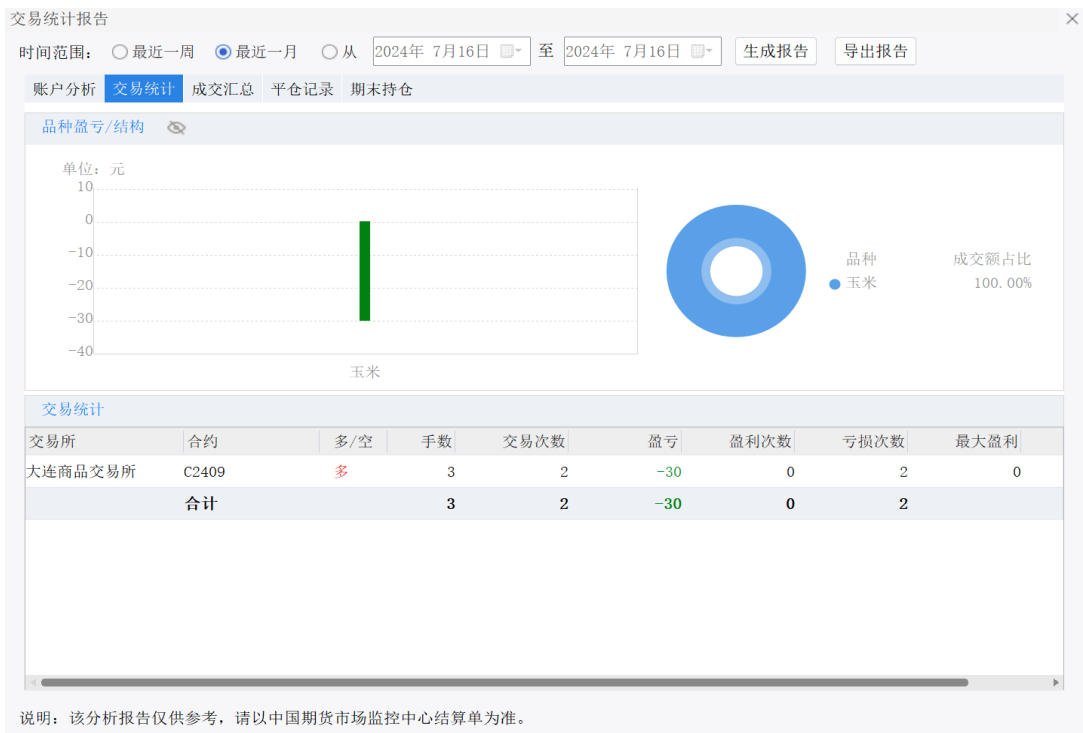 交易统计报告
时间范围： 最近一周 最近一月 从 2024年 7月16日 至 2024年 7月16日 生成报告 导出报告
账户分析 交易统计 成交汇总 平仓记录 期末持仓
品种盈亏/结构
单位：元
10
0
-10
-20
-30
-40
玉米
品种 成交额占比
玉米 100.00%
交易统计
交易所 合约 多/空 手数 交易次数 盈亏 盈利次数 亏损次数 最大盈利
大连商品交易所 C2409 多 3 2 -30 0 2 0
合计 3 2 -30 0 2
说明：该分析报告仅供参考，请以中国期货市场监控中心结算单为准。